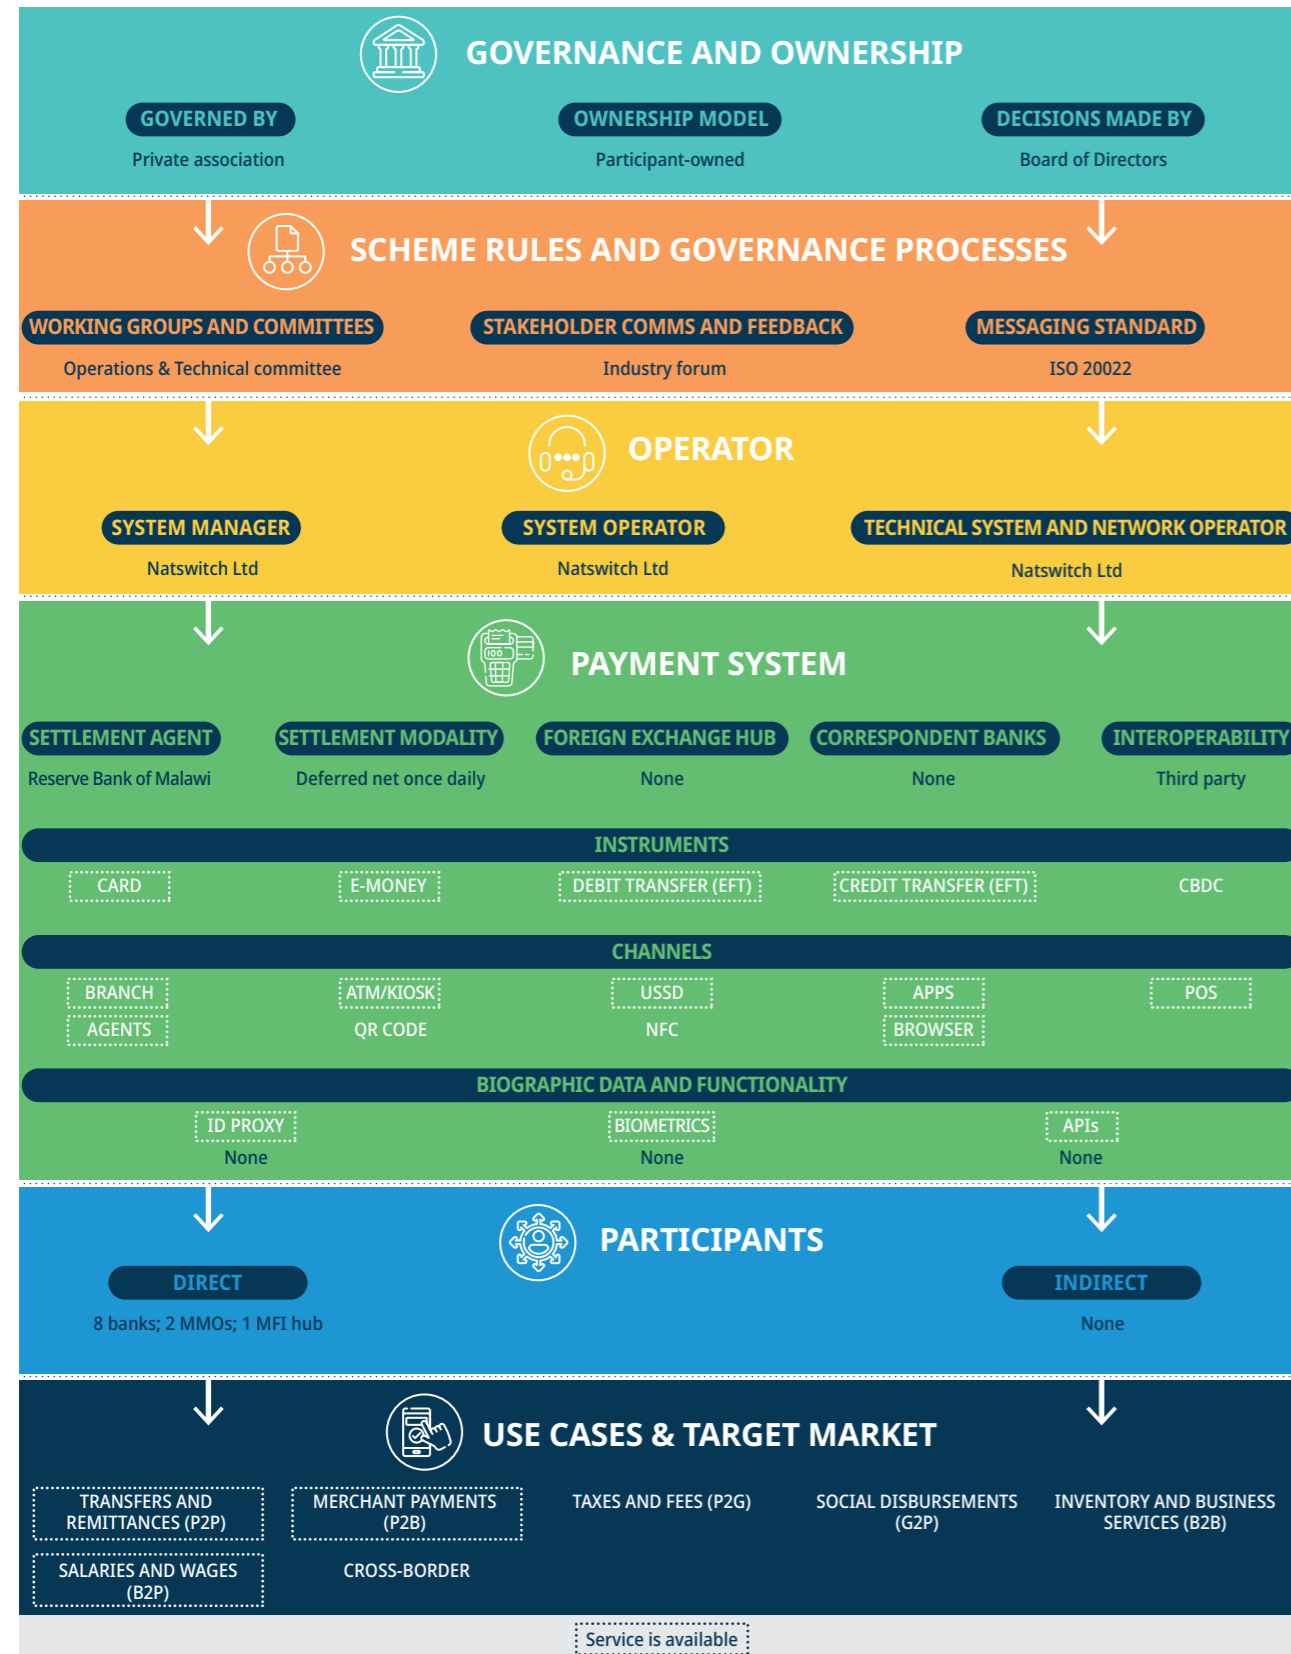 GOVERNANCE AND OWNERSHIP
GOVERNED BY
OWNERSHIP MODEL
DECISIONS MADE BY
Private association
Participant-owned
Board of Directors
SCHEME RULES AND GOVERNANCE PROCESSES
WORKING GROUPS AND COMMITTEES
STAKEHOLDER COMMS AND FEEDBACK
MESSAGING STANDARD
Operations & Technical committee
Industry forum
ISO 20022
OPERATOR
SYSTEM MANAGER
SYSTEM OPERATOR
TECHNICAL SYSTEM AND NETWORK OPERATOR
Natswitch Ltd
Natswitch Ltd
Natswitch Ltd
100
PAYMENT SYSTEM
SETTLEMENT AGENT
SETTLEMENT MODALITY
FOREIGN EXCHANGE HUB
CORRESPONDENT BANKS
INTEROPERABILITY
Reserve Bank of Malawi
Deferred net once daily
None
None
Third party
INSTRUMENTS
CARD
E-MONEY
DEBIT TRANSFER (EFT)
CREDIT TRANSFER (EFT)
CBDC
CHANNELS
BRANCH
ATM/KIOSK
USSD
APPS
POS
AGENTS
QR CODE
NFC
BROWSER
BIOGRAPHIC DATA AND FUNCTIONALITY
ID PROXY
BIOMETRICS
APIs
None
None
None
PARTICIPANTS
DIRECT
INDIRECT
8 banks; 2 MMOs; 1 MFI hub
None
USE CASES & TARGET MARKET
TRANSFERS AND
REMITTANCES (P2P)
MERCHANT PAYMENTS
(P2B)
TAXES AND FEES (P2G)
SOCIAL DISBURSEMENTS
(G2P)
INVENTORY AND BUSINESS
SERVICES (B2B)
SALARIES AND WAGES
(B2P)
CROSS-BORDER
Service is available